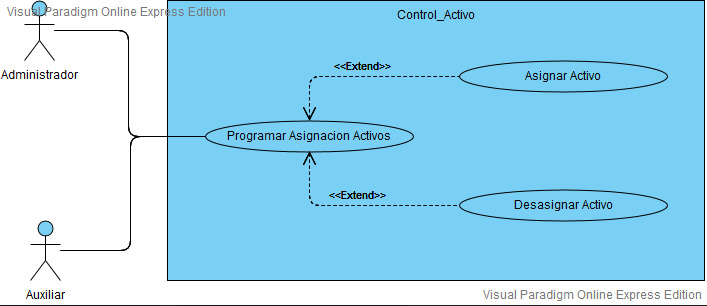 Visual Paradigm Online Express Edition
Control_Activo
Administrador
<<Extend>>
Asignar Activo
Programar Asignacion Activos
<<Extend>>
Desasignar Activo
Auxiliar
Visual Paradigm Online Express Edition